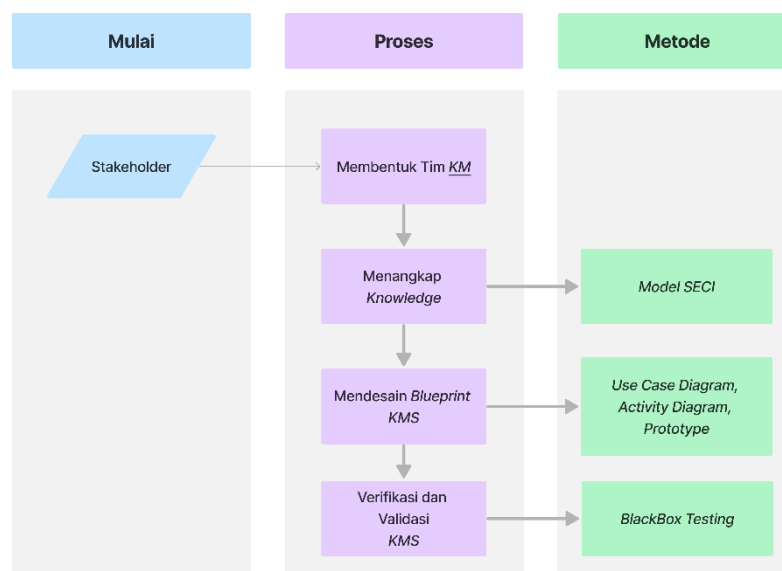 Mulai
Proses
Metode
Stakeholder
Membentuk Tim KM
Menangkap
Knowledge
Model SECI
Mendesain Blueprint
KMS
Use Case Diagram,
Activity Diagram,
Prototype
Verifikasi dan
Validasi
KMS
BlackBox Testing